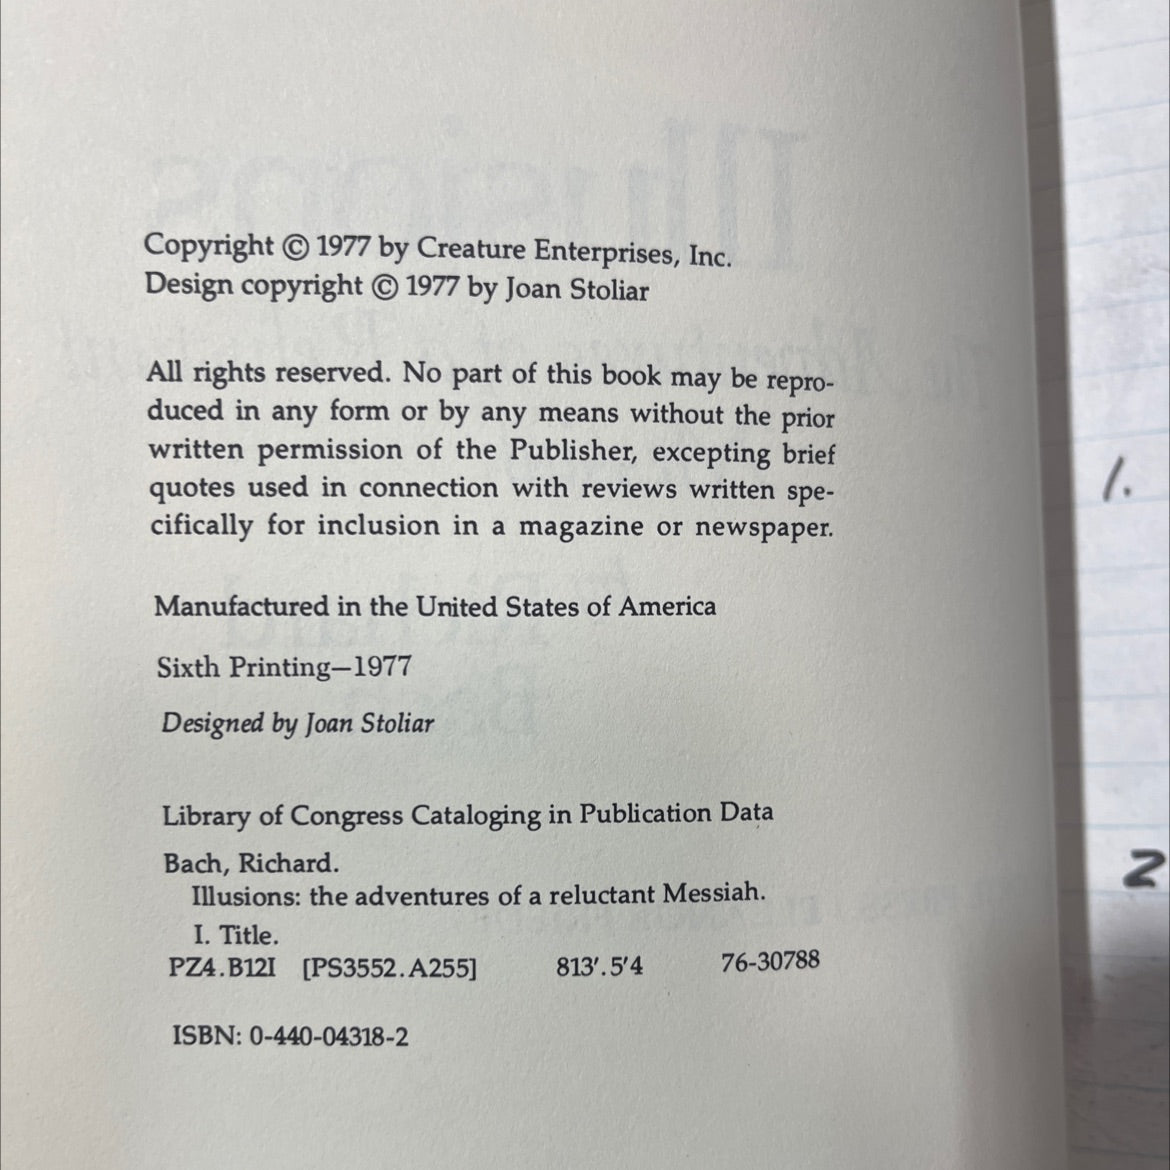 Copyright © 1977 by Creature Enterprises, Inc.
Design copyright © 1977 by Joan Stoliar
All rights reserved. No part of this book may be repro-
duced in any form or by any means without the prior
written permission of the Publisher, excepting brief
quotes used in connection with reviews written spe-
cifically for inclusion in a magazine or newspaper.
Manufactured in the United States of America
Sixth Printing—1977
Designed by Joan Stoliar
Library of Congress Cataloging in Publication Data
Bach, Richard.
Illusions: the adventures of a reluctant Messiah.
I. Title.
PZ4.B12I [PS3552.A255] 813'.5'4 76-30788
ISBN: 0-440-04318-2
1.
2